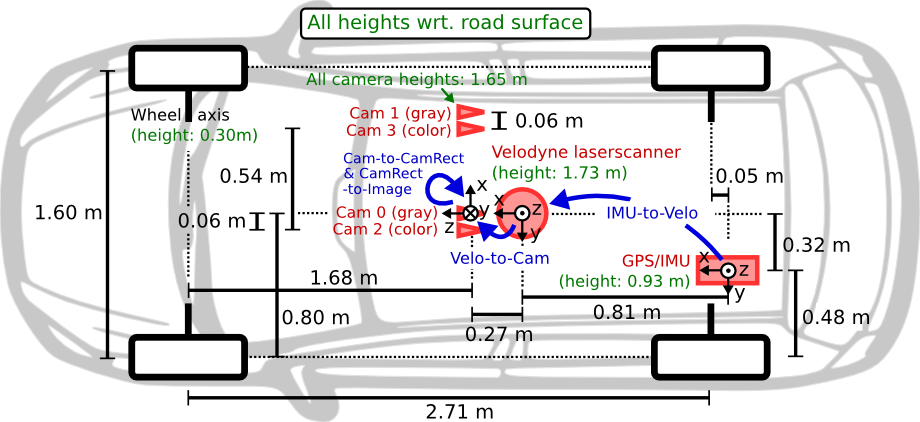 All heights wrt. road surface
All camera heights: 1.65 m
Wheel axis
(height: 0.30m)
Cam 1 (gray)
Cam 3 (color)
0.06 m
Cam-to-CamRect
& CamRect
-to-Image
Velodyne laserscanner
(height: 1.73 m)
0.54 m
0.05 m
x
x
1.60 m
0.06 m
Cam 0 (gray)
y
z
IMU-to-Velo
z
Cam 2 (color)
y
0.32 m
Velo-to-Cam
GPS/IMU
x
z
(height: 0.93 m)
y
1.68 m
0.80 m
0.81 m
0.48 m
0.27 m
2.71 m